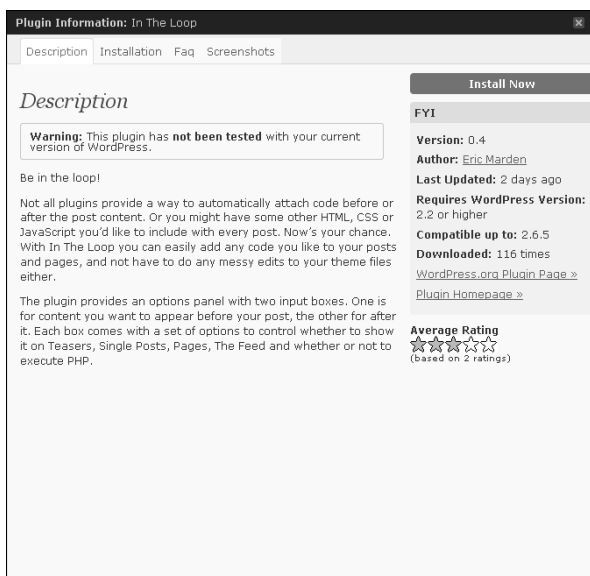 Plugin Information: In The Loop
Description Installation Faq Screenshots
Description
Warning: This plugin has not been tested with your current
version of WordPress.
Be in the loop!
Not all plugins provide a way to automatically attach code before or
after the post content. Or you might have some other HTML, CSS or
JavaScript you'd like to include with every post. Now's your chance.
With In The Loop you can easily add any code you like to your posts
and pages, and not have to do any messy edits to your theme files
either.
The plugin provides an options panel with two input boxes. One is
for content you want to appear before your post, the other for after
it. Each box comes with a set of options to control whether to show
it on Teasers, Single Posts, Pages, The Feed and whether or not to
execute PHP.
Install Now
FYI
Version: 0.4
Author: Eric Marden
Last Updated: 2 days ago
Requires WordPress Version:
2.2 or higher
Compatible up to: 2.6.5
Downloaded: 116 times
WordPress.org Plugin Page »
Plugin Homepage »
Average Rating
(based on 2 ratings)